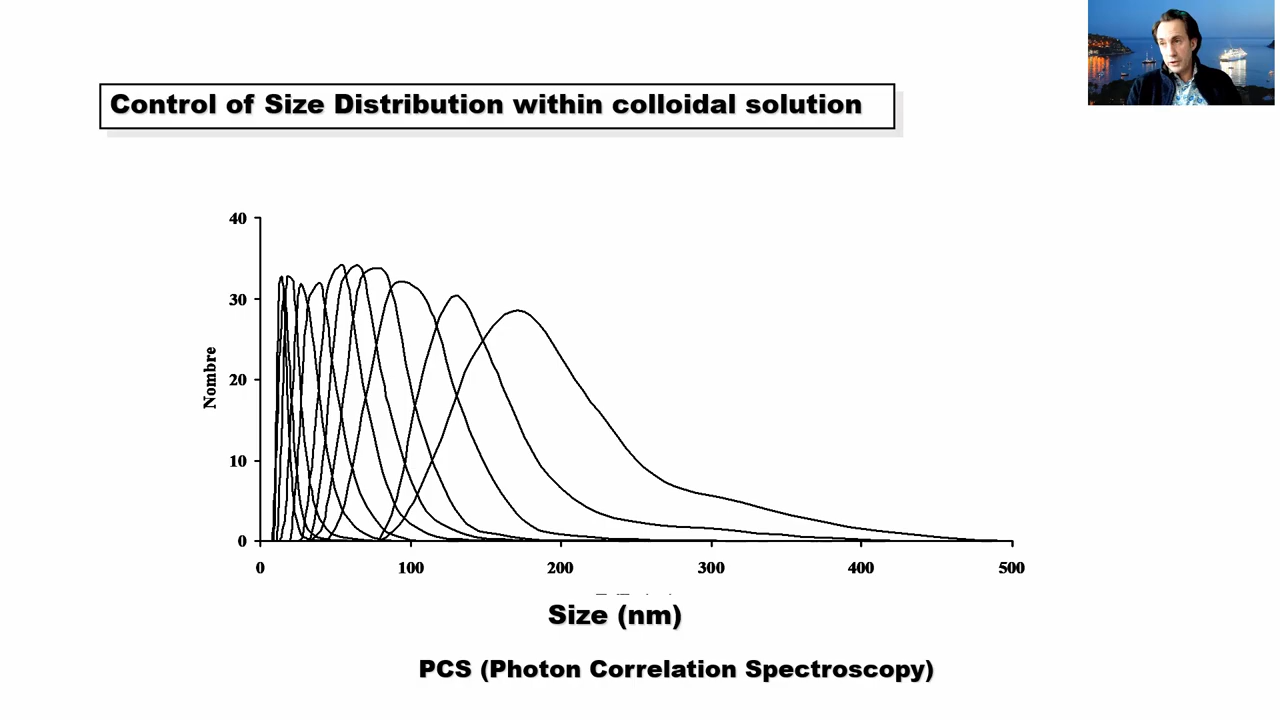 Control of Size Distribution within colloidal solution
40
30
20
10
0
Nombre
0 100 200 300 400 500
Size (nm)
PCS (Photon Correlation Spectroscopy)